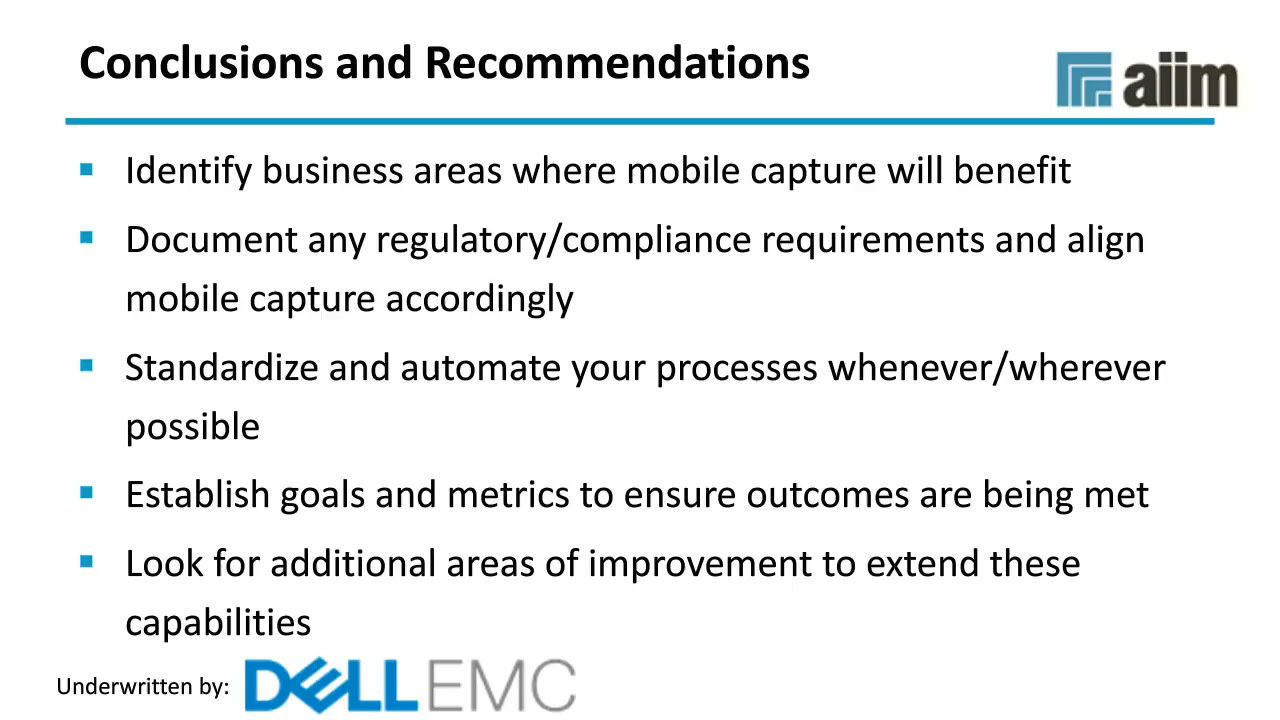 Conclusions and Recommendations
aiim
▪ Identify business areas where mobile capture will benefit
▪ Document any regulatory/compliance requirements and align
mobile capture accordingly
▪ Standardize and automate your processes whenever/wherever
possible
▪ Establish goals and metrics to ensure outcomes are being met
▪ Look for additional areas of improvement to extend these
capabilities
Underwritten by: DELL EMC